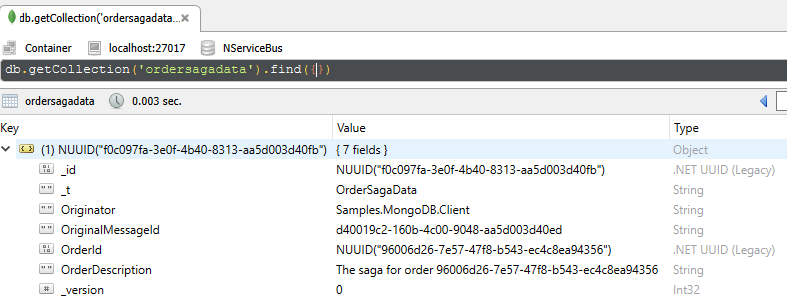 db.getCollection('ordersagadata...
Container localhost:27017 NServiceBus
db.getCollection('ordersagadata').find({})
ordersagadata 0.003 sec.
Key Value Type
(1) NUUID("f0c097fa-3e0f-4b40-8313-aa5d003d40fb") { 7 fields } Object
_id NUUID("f0c097fa-3e0f-4b40-8313-aa5d003d40fb") .NET UUID (Legacy)
_t OrderSagaData String
Originator Samples.MongoDB.Client String
OriginalMessageId d40019c2-160b-4c00-9048-aa5d003d40ed String
OrderId NUUID("96006d26-7e57-47f8-b543-ec4c8ea94356") .NET UUID (Legacy)
OrderDescription The saga for order 96006d26-7e57-47f8-b543-ec4c8ea94356 String
_version 0 Int32